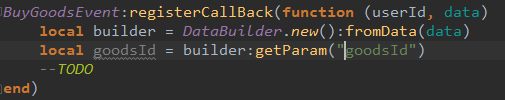 BuyGoodsEvent:registerCallBack(function (userId, data)
    local builder = DataBuilder.new():fromData(data)
    local goodsId = builder:getParam("goodsId")
    --TODO
end)